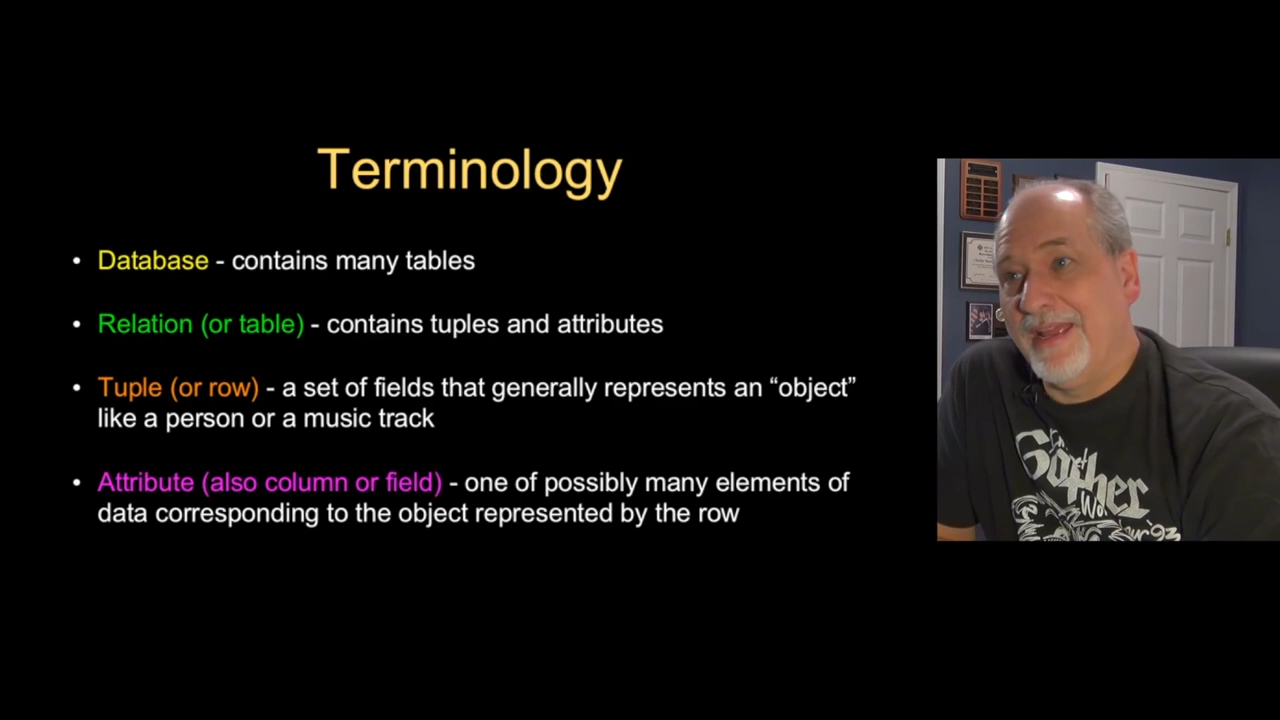 Terminology
• Database - contains many tables
• Relation (or table) - contains tuples and attributes
• Tuple (or row) - a set of fields that generally represents an “object”
like a person or a music track
• Attribute (also column or field) - one of possibly many elements of
data corresponding to the object represented by the row